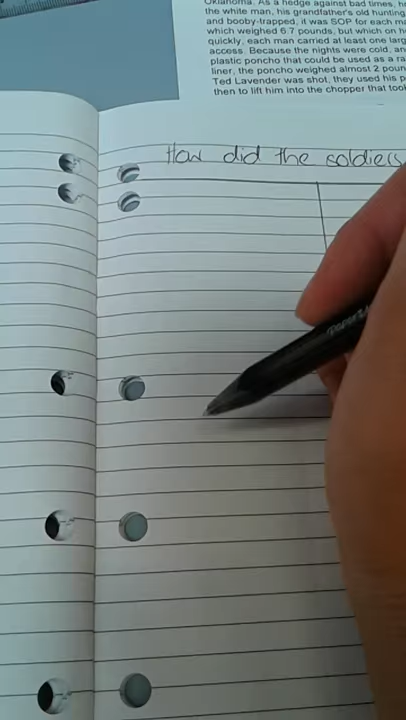 Oklahoma. As a hedge against bad times, h
the white man, his grandfather's old hunting
and booby-trapped, it was SOP for each m
which weighed 6.7 pounds, but which on h
quickly, each man carried at least one larg
access. Because the nights were cold, an
plastic poncho that could be used as a ra
liner, the poncho weighed almost 2 poun
Ted Lavender was shot, they used his p
then to lift him into the chopper that took
How did the soldiers
paper